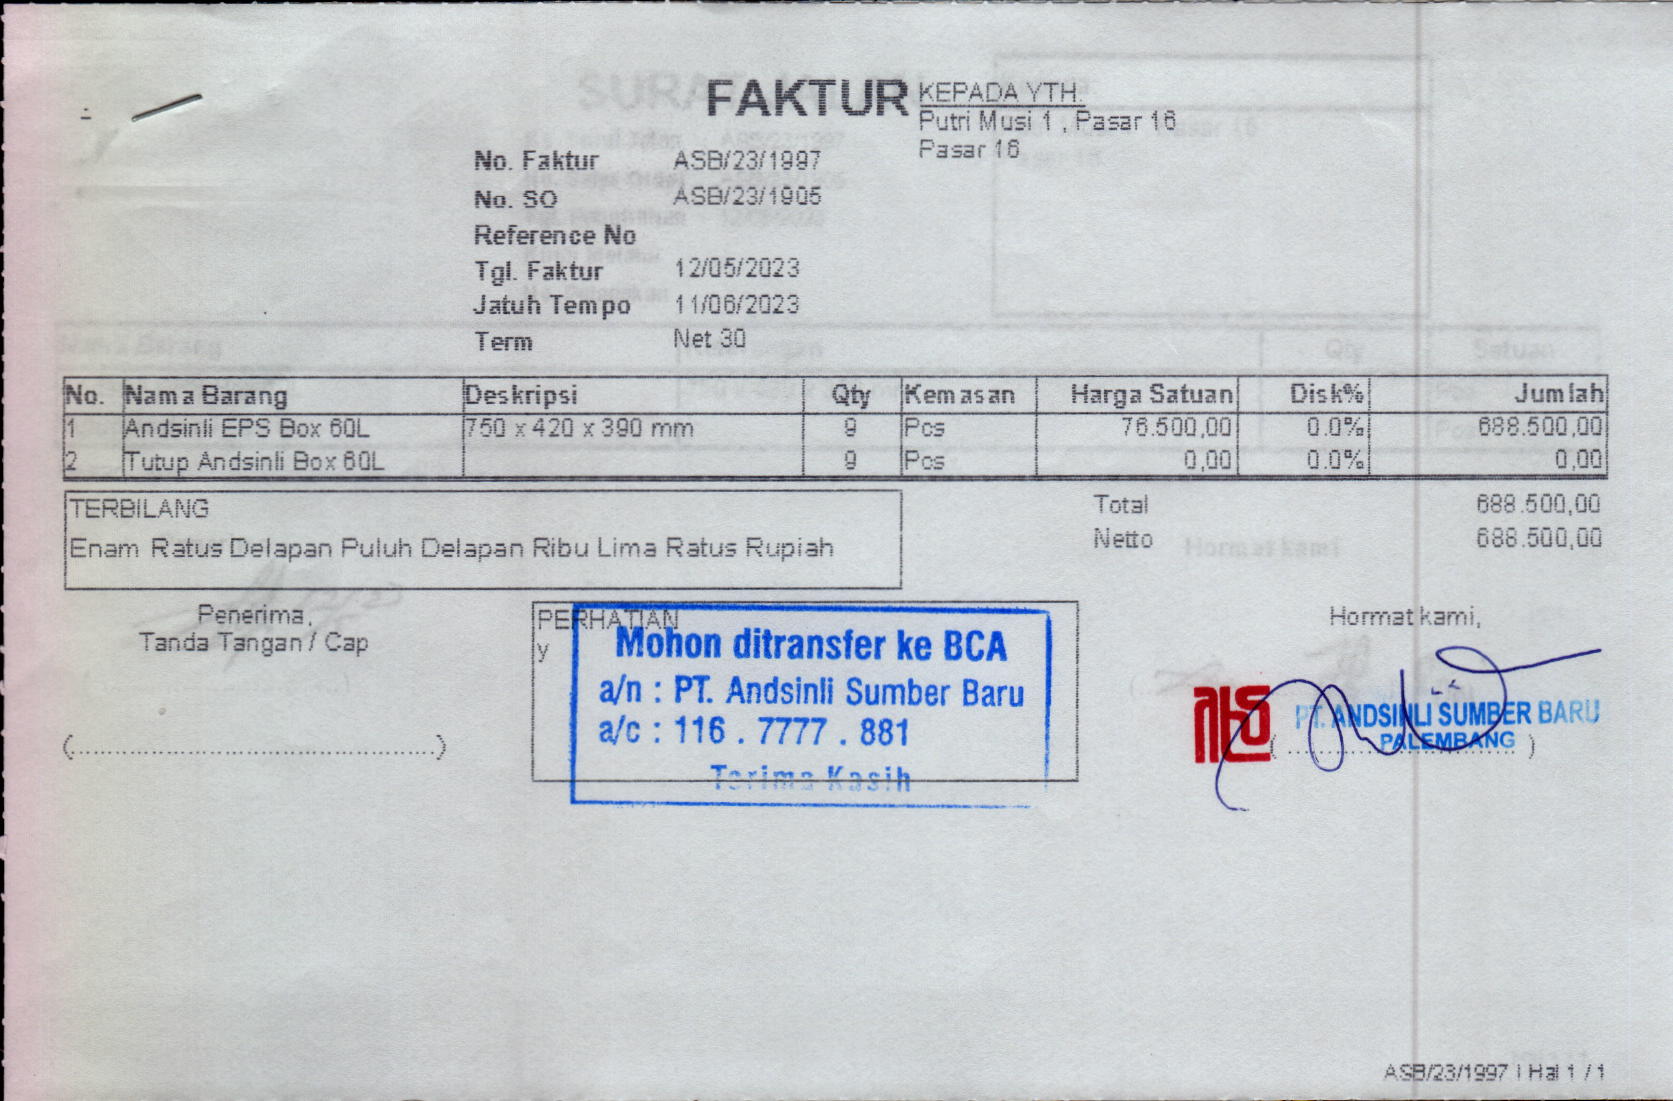 FAKTUR
KEPADA YTH.
Putri Musi 1 , Pasar 16
Pasar 16
No. Faktur ASB/23/1997
No. SO ASB/23/1905
Reference No
Tgl. Faktur 12/05/2023
Jatuh Tempo 11/06/2023
Term Net 30
No. Nama Barang Deskripsi Qty Kemasan Harga Satuan Disk% Jumlah
1 Andsinli EPS Box 60L 750 x 420 x 390 mm 9 Pcs 76.500,00 0.0% 688.500,00
2 Tutup Andsinli Box 60L 9 Pcs 0,00 0.0% 0,00
TERBILANG
Enam Ratus Delapan Puluh Delapan Ribu Lima Ratus Rupiah
Total 688.500,00
Netto 688.500,00
Penerima,
Tanda Tangan / Cap
(........................................)
PERHATIAN
y
Mohon ditransfer ke BCA
a/n : PT. Andsinli Sumber Baru
a/c : 116 . 7777 . 881
Terima Kasih
Hormat kami,
PT. ANDSINLI SUMBER BARU
PALEMBANG
(..............................)
ASB/23/1997 | Hal 1 / 1